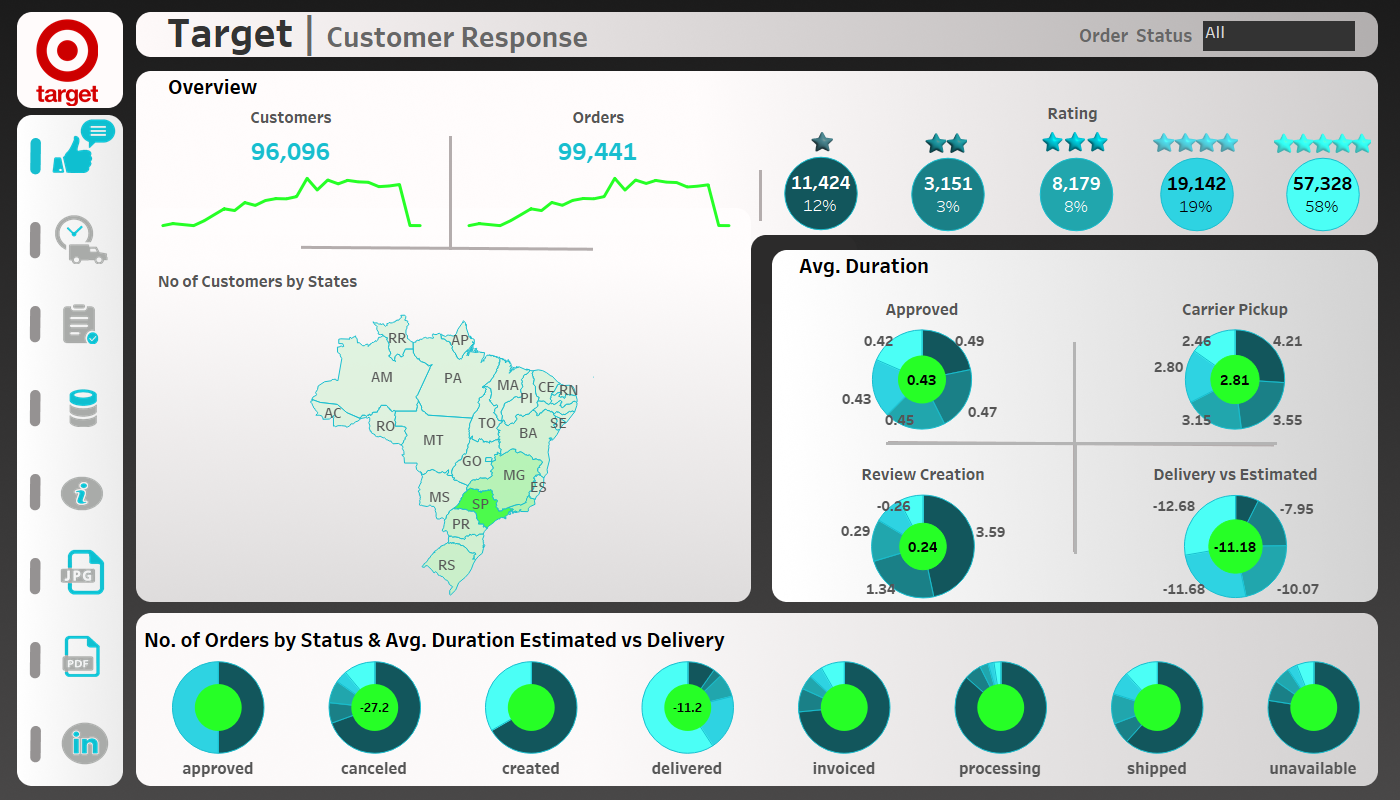 target
Target | Customer Response
Order Status
All
Overview
Customers
96,096
Orders
99,441
Rating
11,424
12%
3,151
3%
8,179
8%
19,142
19%
57,328
58%
No of Customers by States
RR
AP
AM
PA
MA
CE
RN
PI
AC
RO
TO
SE
MT
BA
GO
MG
MS
ES
SP
PR
RS
Avg. Duration
Approved
0.42
0.49
0.43
0.43
0.47
0.45
Carrier Pickup
2.46
4.21
2.80
2.81
3.15
3.55
Review Creation
-0.26
0.29
3.59
0.24
1.34
Delivery vs Estimated
-12.68
-7.95
-11.18
-11.68
-10.07
JPG
PDF
in
No. of Orders by Status & Avg. Duration Estimated vs Delivery
-27.2
-11.2
approved
canceled
created
delivered
invoiced
processing
shipped
unavailable